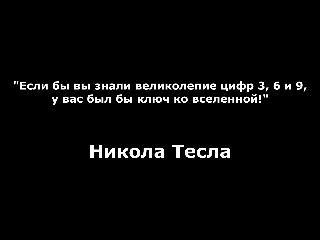 "Если бы вы знали великолепие цифр 3, 6 и 9,
у вас был бы ключ ко вселенной!"
Никола Тесла